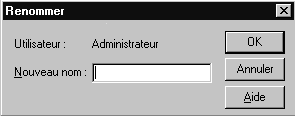 Renommer
Utilisateur : Administrateur OK
Nouveau nom : Annuler
Aide